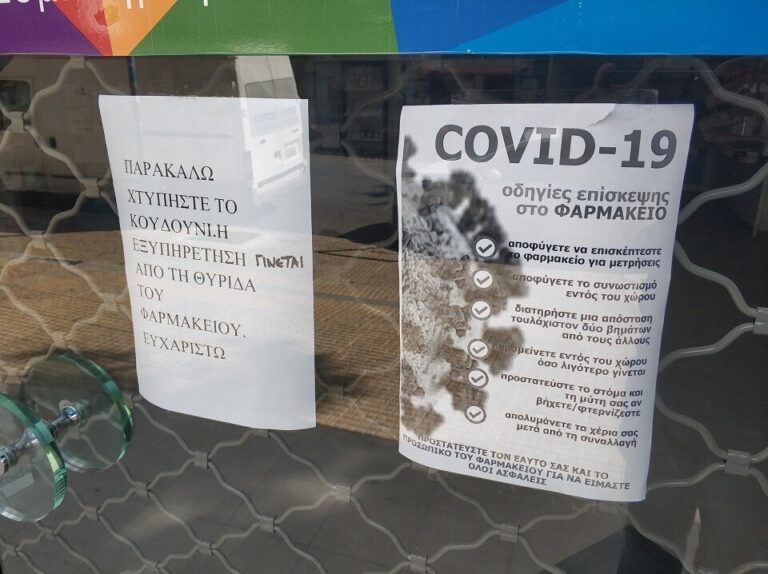 ΠΑΡΑΚΑΛΩ
ΧΤΥΠΗΣΤΕ ΤΟ
ΚΟΥΔΟΥΝΙ.Η
ΕΞΥΠΗΡΕΤΗΣΗ ΓΙΝΕΤΑΙ
ΑΠΟ ΤΗ ΘΥΡΙΔΑ
ΤΟΥ
ΦΑΡΜΑΚΕΙΟΥ.
ΕΥΧΑΡΙΣΤΩ
COVID-19
οδηγίες επίσκεψης
στο ΦΑΡΜΑΚΕΙΟ
αποφύγετε να επισκέπτεστε
το φαρμακείο για μετρήσεις
αποφύγετε το συνωστισμό
εντός του χώρου
διατηρήστε μια απόσταση
τουλάχιστον δύο βημάτων
από τους άλλους
παραμείνετε εντός του χώρου
όσο λιγότερο γίνεται
προστατεύστε το στόμα και
τη μύτη σας αν
βήχετε/φτερνίζεστε
απολυμάνετε τα χέρια σας
μετά από τη συναλλαγή
ΠΡΟΣΤΑΤΕΥΣΤΕ ΤΟΝ ΕΑΥΤΟ ΣΑΣ ΚΑΙ ΤΟ
ΠΡΟΣΩΠΙΚΟ ΤΟΥ ΦΑΡΜΑΚΕΙΟΥ ΓΙΑ ΝΑ ΕΙΜΑΣΤΕ
ΟΛΟΙ ΑΣΦΑΛΕΙΣ